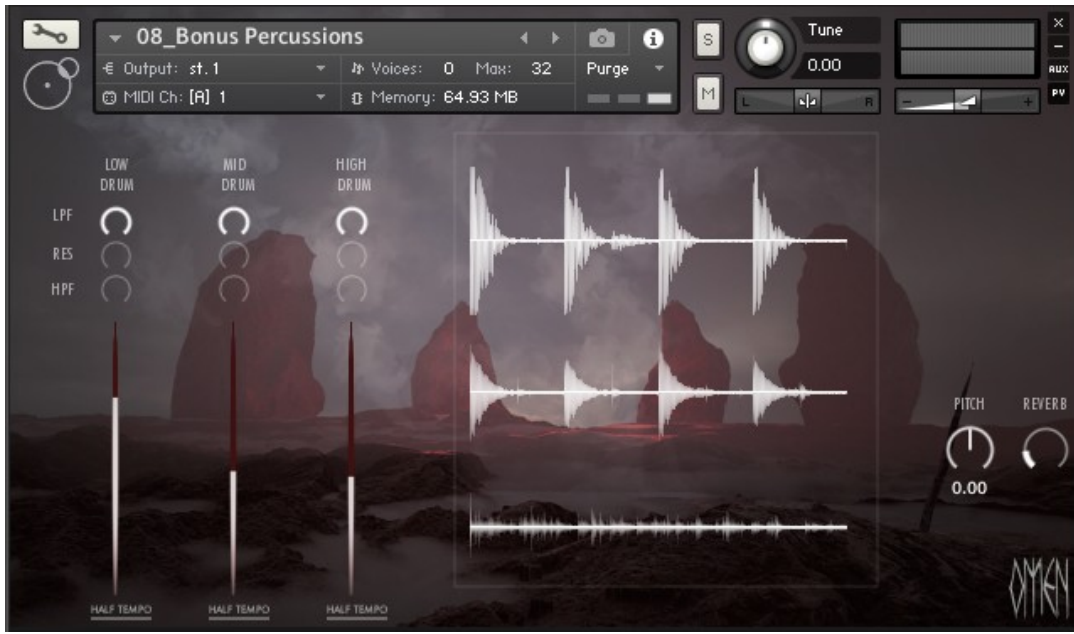 08_Bonus Percussions
Output: st. 1
Voices: 0 Max: 32
Purge
MIDI Ch: [A] 1
Memory: 64.93 MB
S
M
Tune
0.00
L R
- +
×
-
AUX
PV
LOW DRUM
MID DRUM
HIGH DRUM
LPF
RES
HPF
HALF TEMPO
HALF TEMPO
HALF TEMPO
PITCH
REVERB
0.00
OMEN